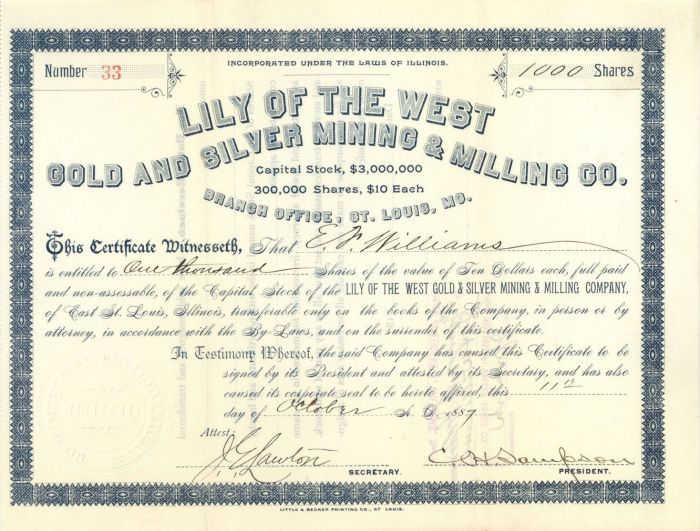 INCORPORATED UNDER THE LAWS OF ILLINOIS.
Number 33
1000 Shares
LILY OF THE WEST
GOLD AND SILVER MINING & MILLING CO.
Capital Stock, $3,000,000
300,000 Shares, $10 Each
BRANCH OFFICE, ST. LOUIS, MO.
This Certificate Witnesseth, That E. V. Williams
is entitled to One thousand Shares of the value of Ten Dollars each, full paid
and non-assessable, of the Capital Stock of the LILY OF THE WEST GOLD & SILVER MINING & MILLING COMPANY,
of East St. Louis, Illinois, transferable only on the books of the Company, in person or by
attorney, in accordance with the By-Laws, and on the surrender of this certificate.
In Testimony Whereof, the said Company has caused this Certificate to be
signed by its President and attested by its Secretary, and has also
caused its corporate seal to be hereto affixed, this 11th
day of October A. D. 1887
Attest:
J. G. Lawton
SECRETARY.
C. H. Sampson
PRESIDENT.
LITTLE & BECKER PRINTING CO., ST. LOUIS.